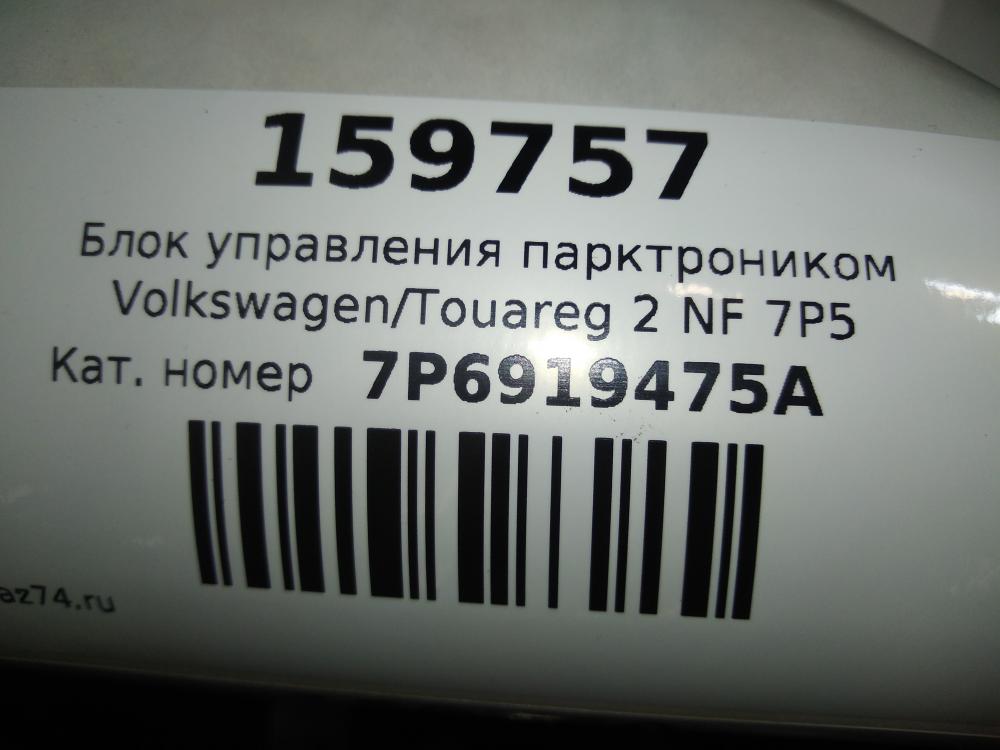 159757
Блок управления парктроником
Volkswagen/Touareg 2 NF 7P5
Кат. номер 7P6919475A
az74.ru